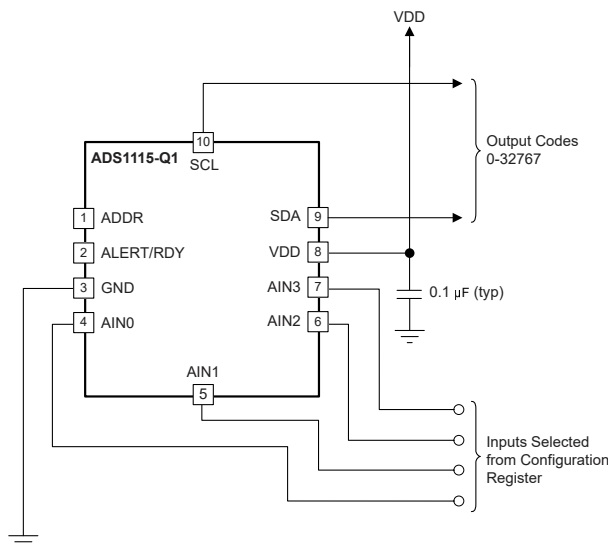 VDD
10
ADS1115-Q1
SCL
Output Codes
0-32767
1 ADDR
SDA 9
2 ALERT/RDY
VDD 8
3 GND
AIN3 7
0.1 μF (typ)
4 AIN0
AIN2 6
AIN1
5
Inputs Selected
from Configuration
Register